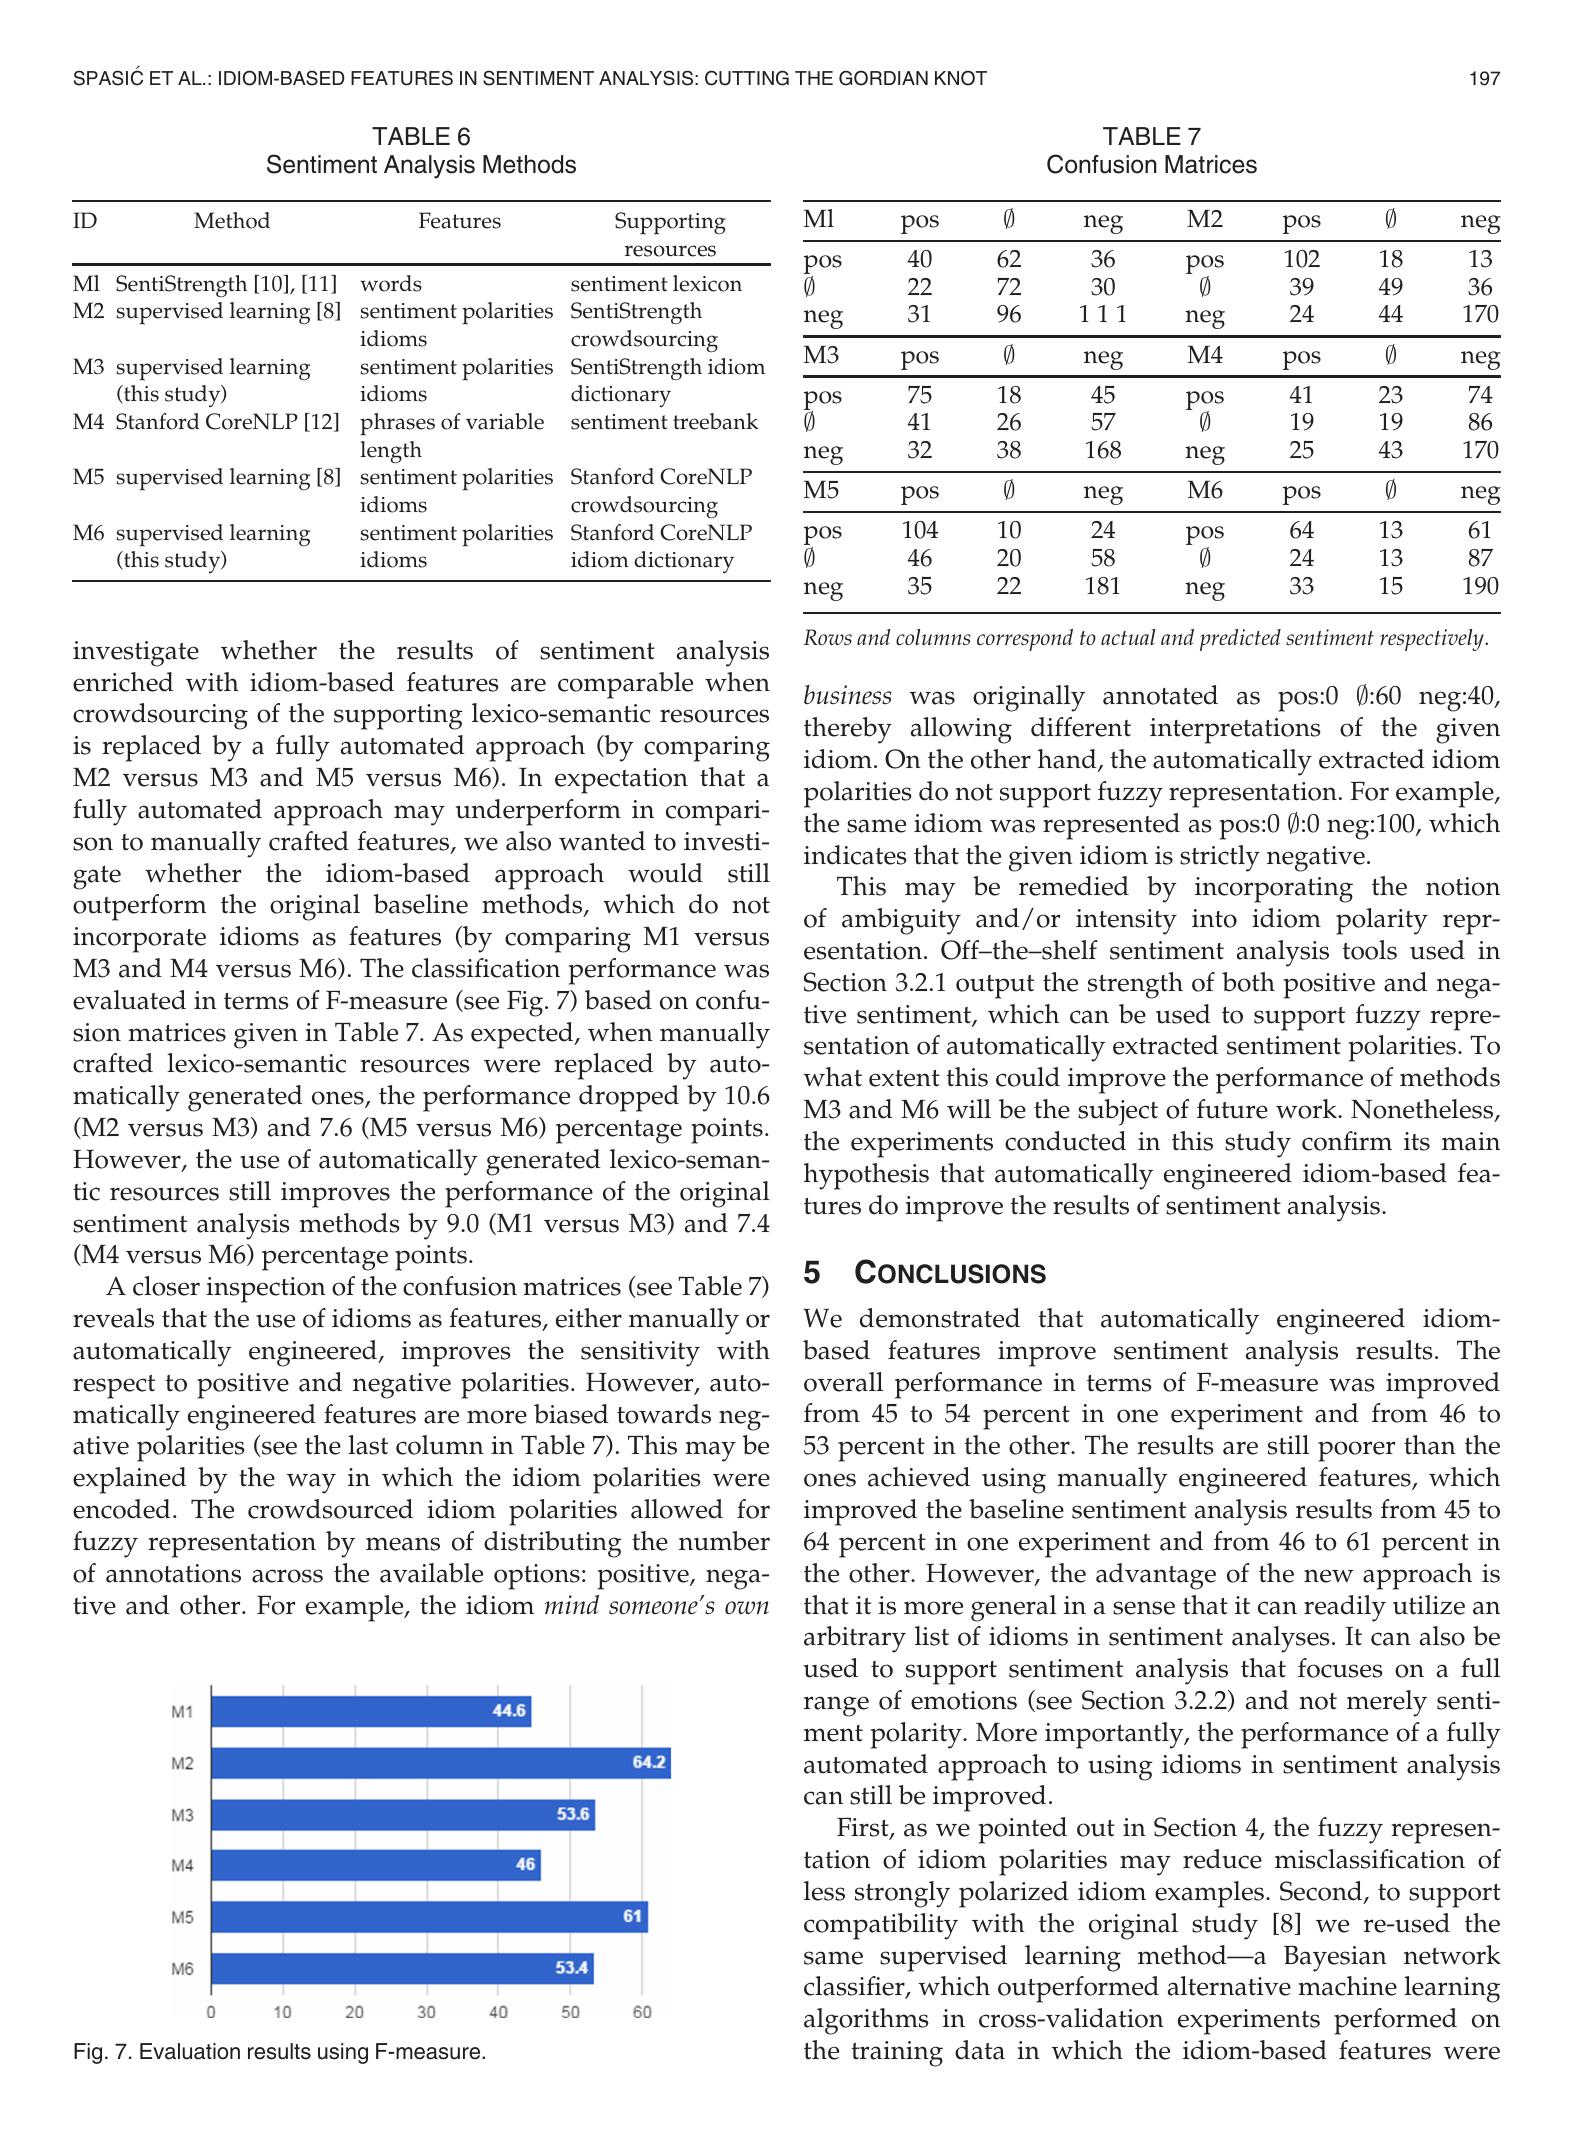 SPASIĆ ET AL.: IDIOM-BASED FEATURES IN SENTIMENT ANALYSIS: CUTTING THE GORDIAN KNOT 197
TABLE 6
Sentiment Analysis Methods
ID Method Features Supporting
resources
Ml SentiStrength [10], [11] words sentiment lexicon
M2 supervised learning [8] sentiment polarities SentiStrength
idioms crowdsourcing
M3 supervised learning sentiment polarities SentiStrength idiom
(this study) idioms dictionary
M4 Stanford CoreNLP [12] phrases of variable sentiment treebank
length
M5 supervised learning [8] sentiment polarities Stanford CoreNLP
idioms crowdsourcing
M6 supervised learning sentiment polarities Stanford CoreNLP
(this study) idioms idiom dictionary
investigate whether the results of sentiment analysis
enriched with idiom-based features are comparable when
crowdsourcing of the supporting lexico-semantic resources
is replaced by a fully automated approach (by comparing
M2 versus M3 and M5 versus M6). In expectation that a
fully automated approach may underperform in compari-
son to manually crafted features, we also wanted to investi-
gate whether the idiom-based approach would still
outperform the original baseline methods, which do not
incorporate idioms as features (by comparing M1 versus
M3 and M4 versus M6). The classification performance was
evaluated in terms of F-measure (see Fig. 7) based on confu-
sion matrices given in Table 7. As expected, when manually
crafted lexico-semantic resources were replaced by auto-
matically generated ones, the performance dropped by 10.6
(M2 versus M3) and 7.6 (M5 versus M6) percentage points.
However, the use of automatically generated lexico-seman-
tic resources still improves the performance of the original
sentiment analysis methods by 9.0 (M1 versus M3) and 7.4
(M4 versus M6) percentage points.
A closer inspection of the confusion matrices (see Table 7)
reveals that the use of idioms as features, either manually or
automatically engineered, improves the sensitivity with
respect to positive and negative polarities. However, auto-
matically engineered features are more biased towards neg-
ative polarities (see the last column in Table 7). This may be
explained by the way in which the idiom polarities were
encoded. The crowdsourced idiom polarities allowed for
fuzzy representation by means of distributing the number
of annotations across the available options: positive, nega-
tive and other. For example, the idiom mind someone's own
M1 44.6
M2 64.2
M3 53.6
M4 46
M5 61
M6 53.4
0 10 20 30 40 50 60
Fig. 7. Evaluation results using F-measure.
TABLE 7
Confusion Matrices
Ml pos ∅ neg M2 pos ∅ neg
pos 40 62 36 pos 102 18 13
∅ 22 72 30 ∅ 39 49 36
neg 31 96 1 1 1 neg 24 44 170
M3 pos ∅ neg M4 pos ∅ neg
pos 75 18 45 pos 41 23 74
∅ 41 26 57 ∅ 19 19 86
neg 32 38 168 neg 25 43 170
M5 pos ∅ neg M6 pos ∅ neg
pos 104 10 24 pos 64 13 61
∅ 46 20 58 ∅ 24 13 87
neg 35 22 181 neg 33 15 190
Rows and columns correspond to actual and predicted sentiment respectively.
business was originally annotated as pos:0 ∅:60 neg:40,
thereby allowing different interpretations of the given
idiom. On the other hand, the automatically extracted idiom
polarities do not support fuzzy representation. For example,
the same idiom was represented as pos:0 ∅:0 neg:100, which
indicates that the given idiom is strictly negative.
This may be remedied by incorporating the notion
of ambiguity and/or intensity into idiom polarity repr-
esentation. Off–the–shelf sentiment analysis tools used in
Section 3.2.1 output the strength of both positive and nega-
tive sentiment, which can be used to support fuzzy repre-
sentation of automatically extracted sentiment polarities. To
what extent this could improve the performance of methods
M3 and M6 will be the subject of future work. Nonetheless,
the experiments conducted in this study confirm its main
hypothesis that automatically engineered idiom-based fea-
tures do improve the results of sentiment analysis.
5 CONCLUSIONS
We demonstrated that automatically engineered idiom-
based features improve sentiment analysis results. The
overall performance in terms of F-measure was improved
from 45 to 54 percent in one experiment and from 46 to
53 percent in the other. The results are still poorer than the
ones achieved using manually engineered features, which
improved the baseline sentiment analysis results from 45 to
64 percent in one experiment and from 46 to 61 percent in
the other. However, the advantage of the new approach is
that it is more general in a sense that it can readily utilize an
arbitrary list of idioms in sentiment analyses. It can also be
used to support sentiment analysis that focuses on a full
range of emotions (see Section 3.2.2) and not merely senti-
ment polarity. More importantly, the performance of a fully
automated approach to using idioms in sentiment analysis
can still be improved.
First, as we pointed out in Section 4, the fuzzy represen-
tation of idiom polarities may reduce misclassification of
less strongly polarized idiom examples. Second, to support
compatibility with the original study [8] we re-used the
same supervised learning method—a Bayesian network
classifier, which outperformed alternative machine learning
algorithms in cross-validation experiments performed on
the training data in which the idiom-based features were